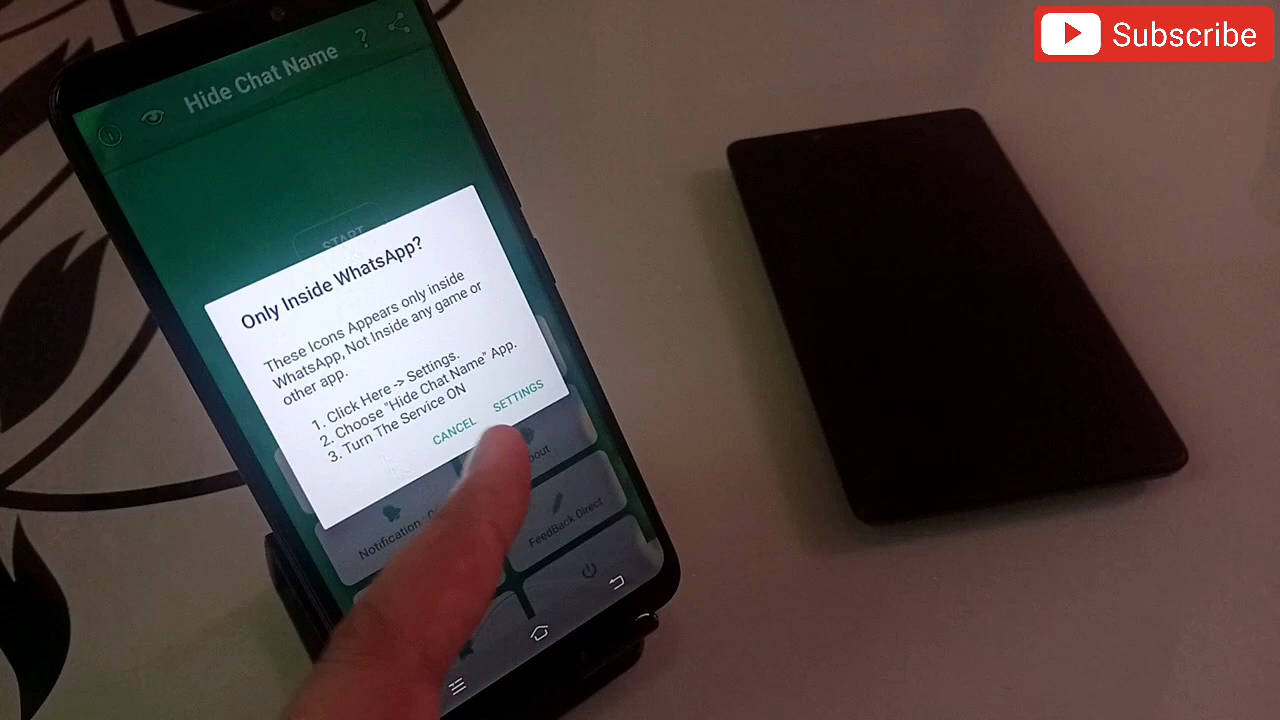 Subscribe
? 
Hide Chat Name
START
Only Inside WhatsApp?
These Icons Appears only inside
WhatsApp, Not Inside any game or
other app.
1. Click Here -> Settings.
2. Choose "Hide Chat Name" App.
3. Turn The Service ON
CANCEL SETTINGS
Notification
FeedBack Direct